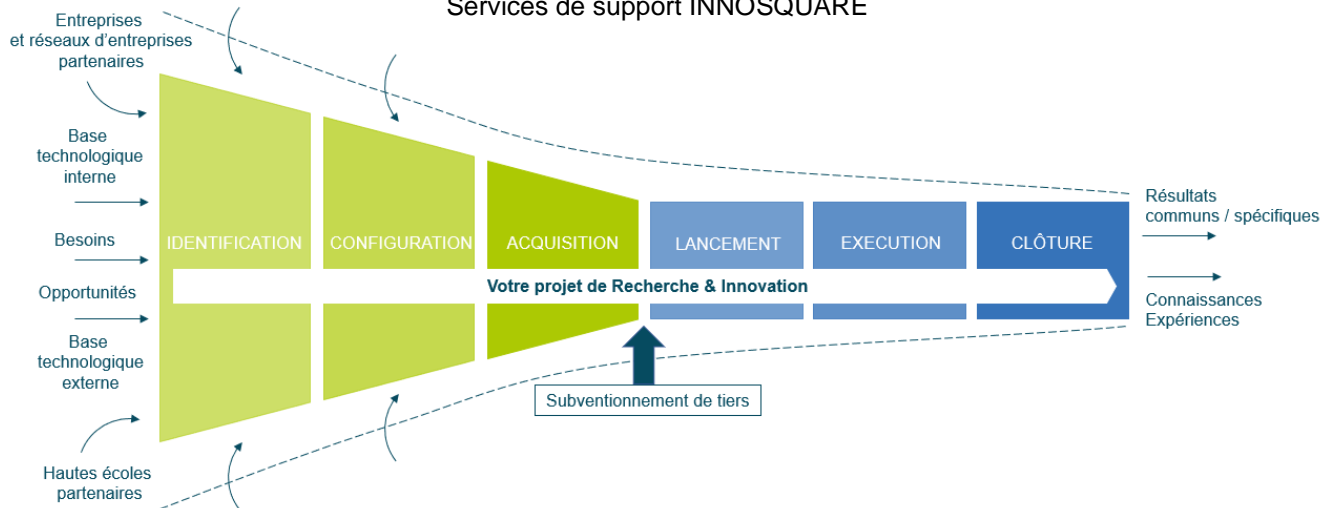 Services de support INNOSQUARE
Entreprises
et réseaux d'entreprises
partenaires
Base
technologique
interne
Besoins
Opportunités
Base
technologique
externe
Hautes écoles
partenaires
IDENTIFICATION
CONFIGURATION
ACQUISITION
LANCEMENT
EXECUTION
CLÔTURE
Votre projet de Recherche & Innovation
Subventionnement de tiers
Résultats
communs / spécifiques
Connaissances
Expériences